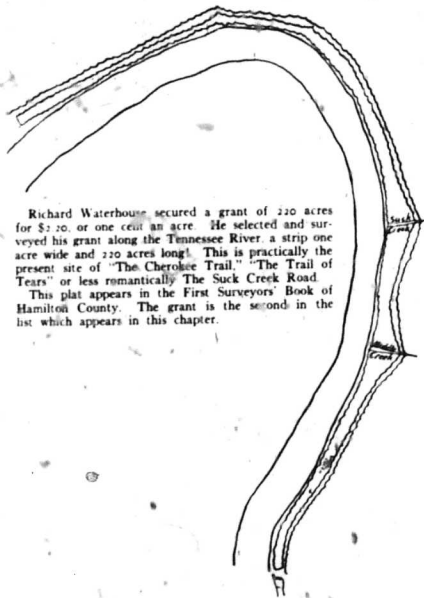 Richard Waterhouse secured a grant of 220 acres
for $2.20, or one cent an acre. He selected and sur-
veyed his grant along the Tennessee River, a strip one
acre wide and 220 acres long! This is practically the
present site of "The Cherokee Trail," "The Trail of
Tears" or less romantically The Suck Creek Road.
This plat appears in the First Surveyors' Book of
Hamilton County. The grant is the second in the
list which appears in this chapter.
Suck
Creek
Middle
Creek